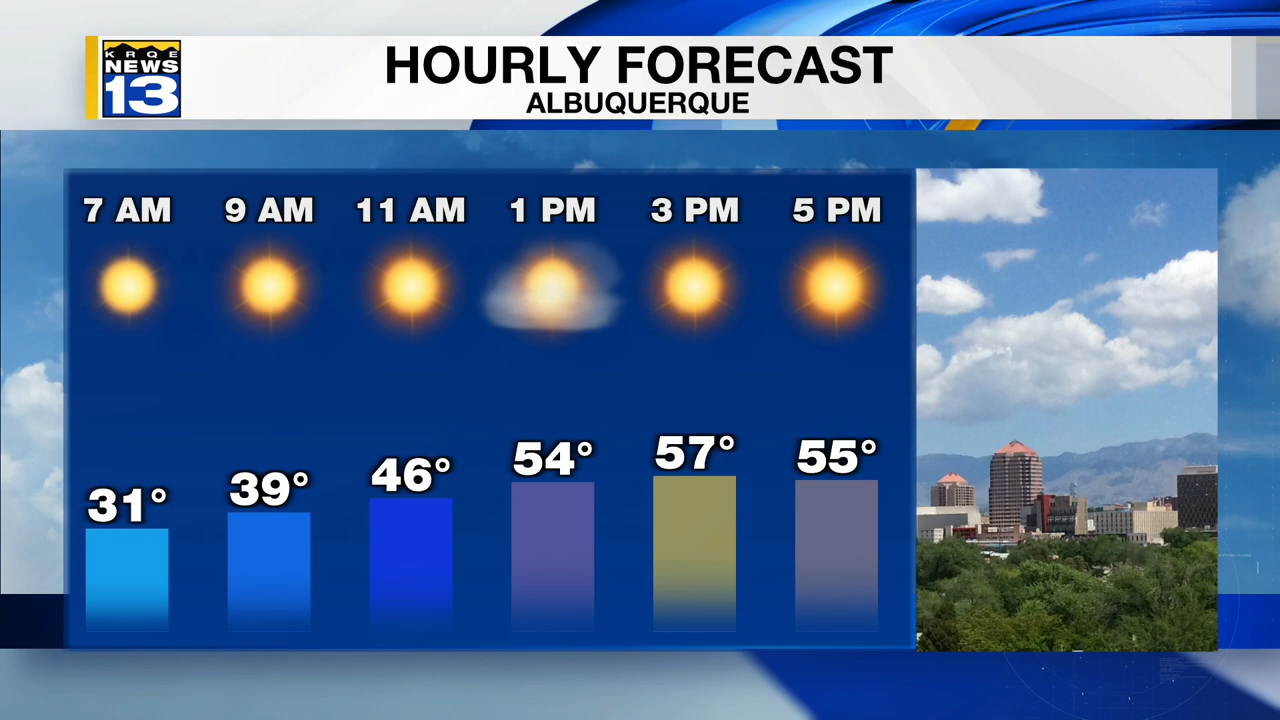 KRQE
NEWS
13
HOURLY FORECAST
ALBUQUERQUE
7 AM 9 AM 11 AM 1 PM 3 PM 5 PM
31° 39° 46° 54° 57° 55°